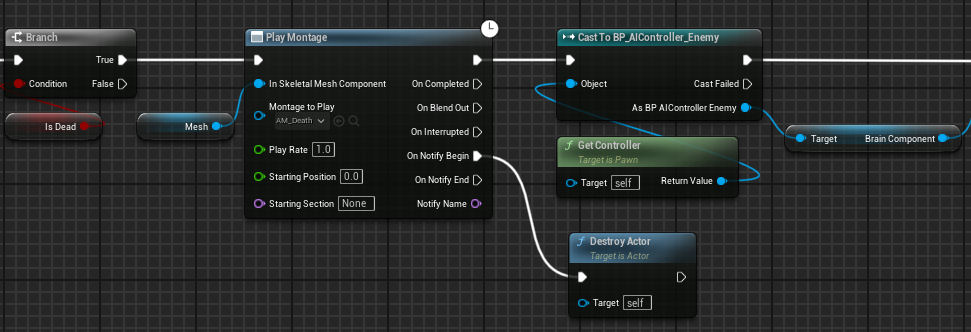 Branch
True
Condition
False
Is Dead
Mesh
Play Montage
In Skeletal Mesh Component
On Completed
Montage to Play
AM_Death
On Blend Out
On Interrupted
Play Rate
1.0
On Notify Begin
Starting Position
0.0
On Notify End
Starting Section
None
Notify Name
Cast To BP_AIController_Enemy
Object
Cast Failed
As BP AIController Enemy
Get Controller
Target is Pawn
Target
self
Return Value
Target
Brain Component
Destroy Actor
Target is Actor
Target
self